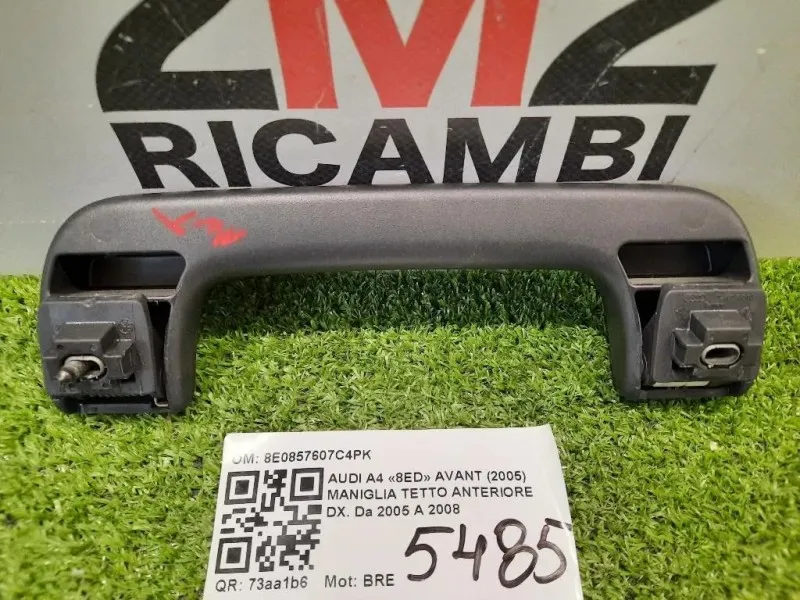 2M2
RICAMBI
OM: 8E0857607C4PK
AUDI A4 «8ED» AVANT (2005)
MANIGLIA TETTO ANTERIORE
DX. Da 2005 A 2008
QR: 73aa1b6 Mot: BRE
5485